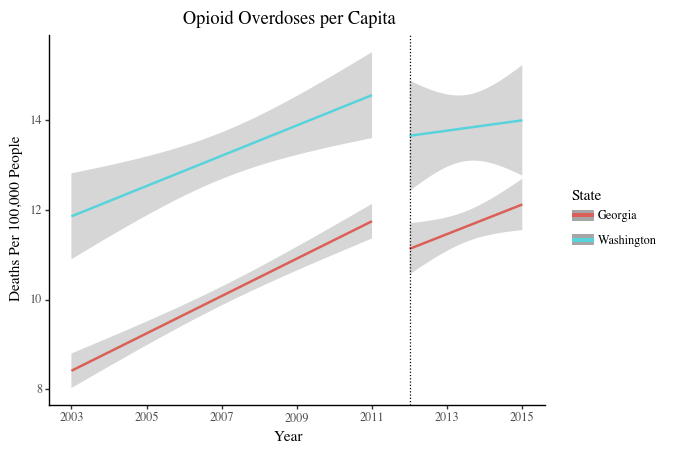 Opioid Overdoses per Capita
Deaths Per 100,000 People
14
12
10
8
2003 2005 2007 2009 2011 2013 2015
Year
State
Georgia
Washington